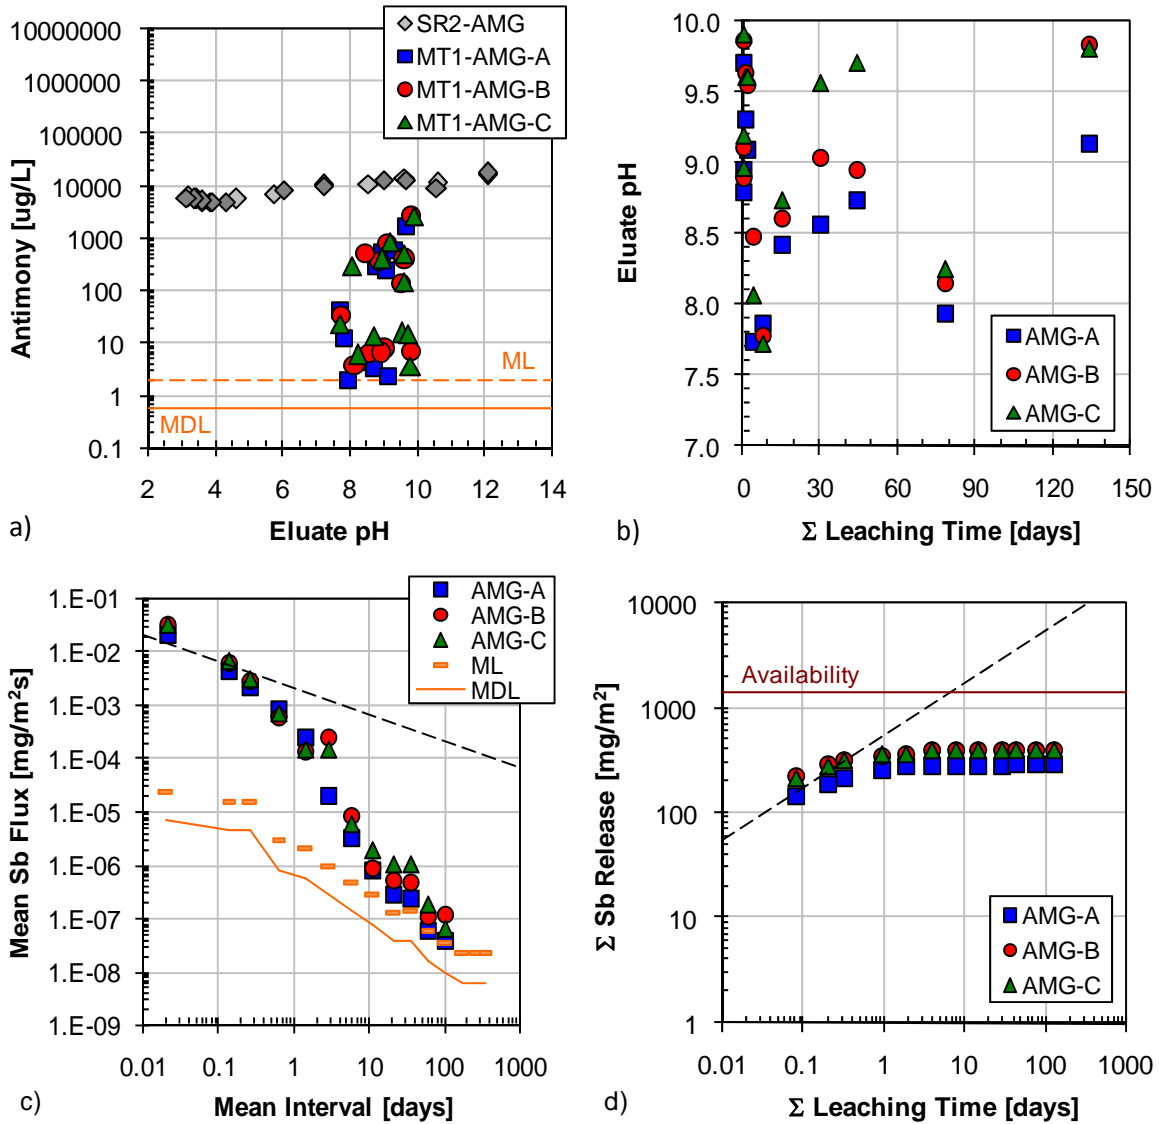 10000000
1000000
100000
10000
1000
100
10
1
0.1
Antimony [ug/L]
SR2-AMG
MT1-AMG-A
MT1-AMG-B
MT1-AMG-C
ML
MDL
2 4 6 8 10 12 14
Eluate pH
a)
10.0
9.5
9.0
8.5
8.0
7.5
7.0
Eluate pH
AMG-A
AMG-B
AMG-C
0 30 60 90 120 150
Σ Leaching Time [days]
b)
1.E-01
1.E-02
1.E-03
1.E-04
1.E-05
1.E-06
1.E-07
1.E-08
1.E-09
Mean Sb Flux [mg/m²s]
AMG-A
AMG-B
AMG-C
ML
MDL
0.01 0.1 1 10 100 1000
Mean Interval [days]
c)
10000
1000
100
10
1
Σ Sb Release [mg/m²]
Availability
AMG-A
AMG-B
AMG-C
0.01 0.1 1 10 100 1000
Σ Leaching Time [days]
d)